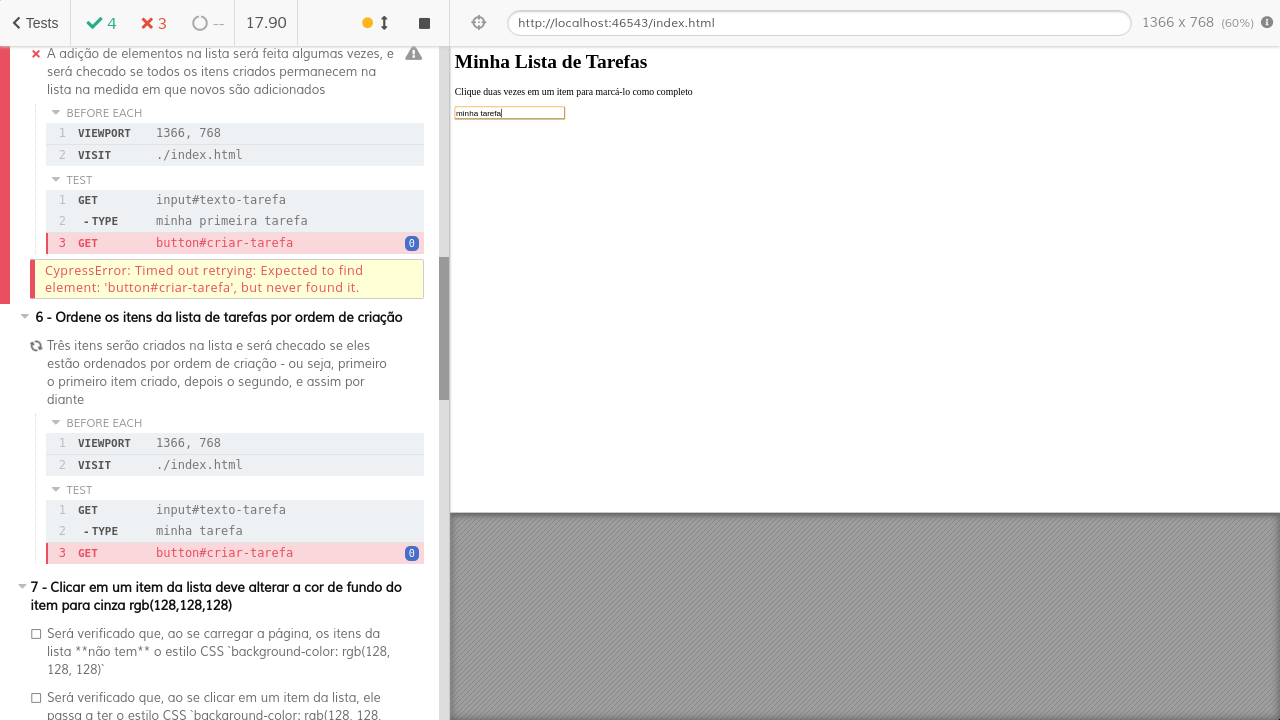 Tests
4
3
--
17.90
http://localhost:46543/index.html
1366 x 768 (60%)
A adição de elementos na lista será feita algumas vezes, e
será checado se todos os itens criados permanecem na
lista na medida em que novos são adicionados
BEFORE EACH
1 VIEWPORT 1366, 768
2 VISIT ./index.html
TEST
1 GET input#texto-tarefa
2 -TYPE minha primeira tarefa
3 GET button#criar-tarefa 0
CypressError: Timed out retrying: Expected to find
element: 'button#criar-tarefa', but never found it.
6 - Ordene os itens da lista de tarefas por ordem de criação
Três itens serão criados na lista e será checado se eles
estão ordenados por ordem de criação - ou seja, primeiro
o primeiro item criado, depois o segundo, e assim por
diante
BEFORE EACH
1 VIEWPORT 1366, 768
2 VISIT ./index.html
TEST
1 GET input#texto-tarefa
2 -TYPE minha tarefa
3 GET button#criar-tarefa 0
7 - Clicar em um item da lista deve alterar a cor de fundo do
item para cinza rgb(128,128,128)
Será verificado que, ao se carregar a página, os itens da
lista **não tem** o estilo CSS `background-color: rgb(128,
128, 128)`
Será verificado que, ao se clicar em um item da lista, ele
passa a ter o estilo CSS `background-color: rgb(128, 128,
Minha Lista de Tarefas
Clique duas vezes em um item para marcá-lo como completo
minha tarefa